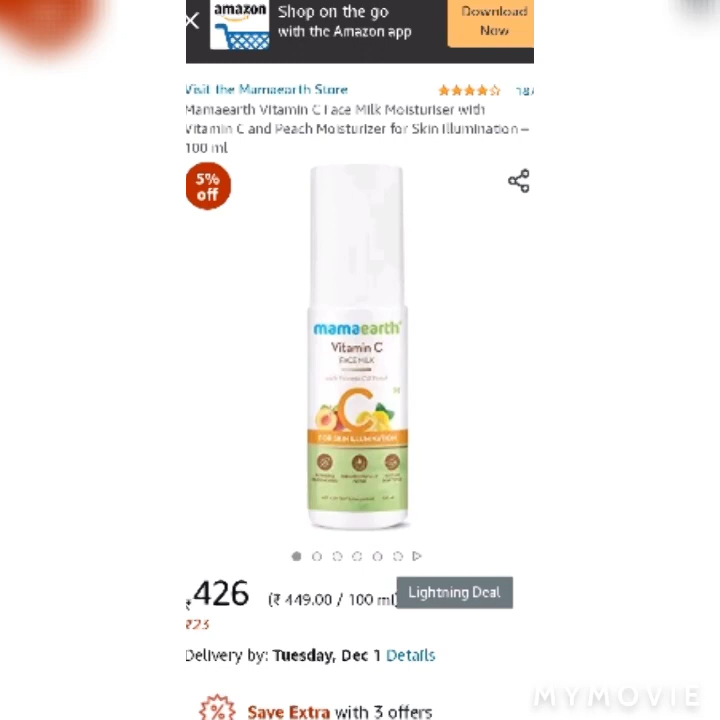 amazon
Shop on the go
with the Amazon app
Download
Now
Visit the Mamaearth Store
187
Mamaearth Vitamin C Face Milk Moisturiser with
Vitamin C and Peach Moisturizer for Skin Illumination –
100 ml
5%
off
mamaearth
Vitamin C
FACE MILK
C
FOR SKIN ILLUMINATION
₹426
(₹ 449.00 / 100 ml)
Lightning Deal
₹23
Delivery by: Tuesday, Dec 1 Details
Save Extra with 3 offers
MYMOVIE